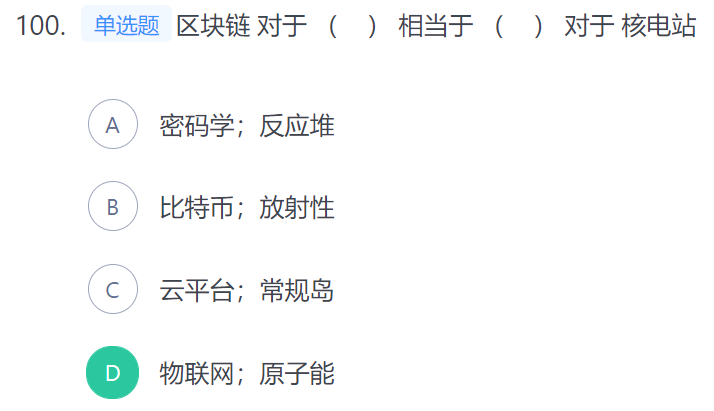 100. 单选题 区块链 对于 （ ） 相当于 （ ） 对于 核电站
A 密码学；反应堆
B 比特币；放射性
C 云平台；常规岛
D 物联网；原子能